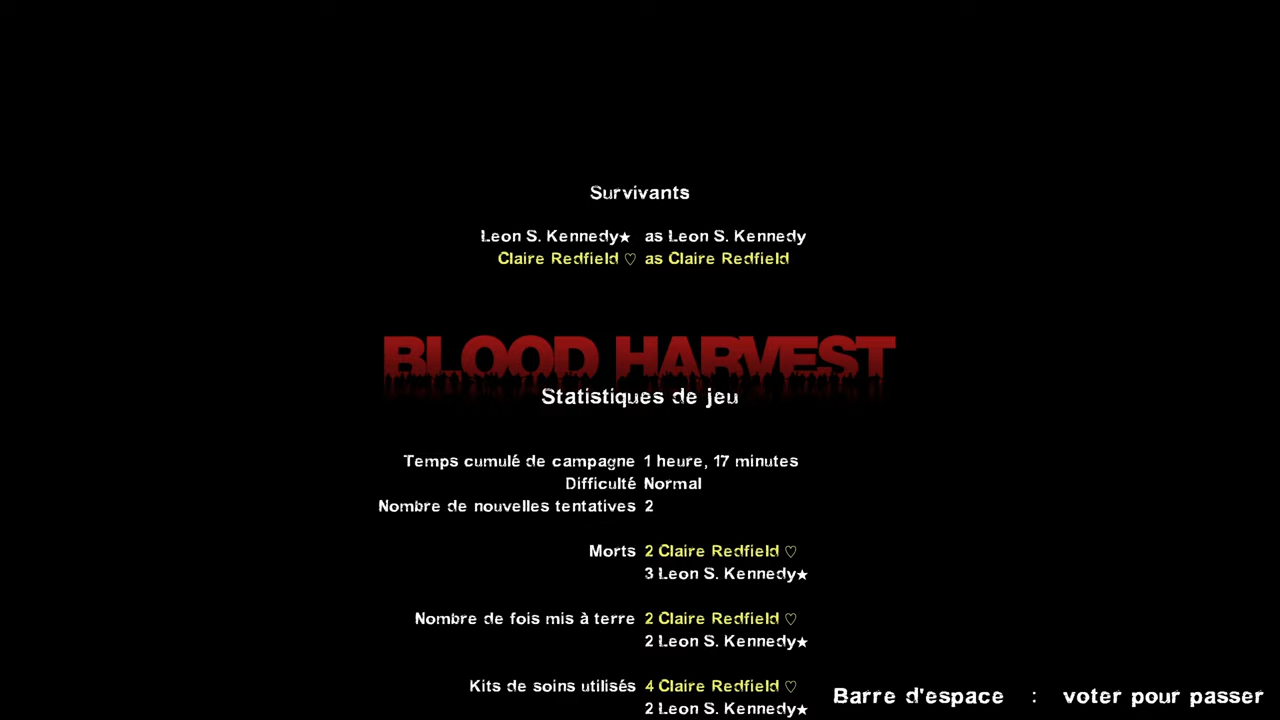 Survivants
Leon S. Kennedy★ as Leon S. Kennedy
Claire Redfield ♡ as Claire Redfield
BLOOD HARVEST
Statistiques de jeu
Temps cumulé de campagne 1 heure, 17 minutes
Difficulté Normal
Nombre de nouvelles tentatives 2
Morts 2 Claire Redfield ♡
3 Leon S. Kennedy★
Nombre de fois mis à terre 2 Claire Redfield ♡
2 Leon S. Kennedy★
Kits de soins utilisés 4 Claire Redfield ♡
2 Leon S. Kennedy★
Barre d'espace : voter pour passer